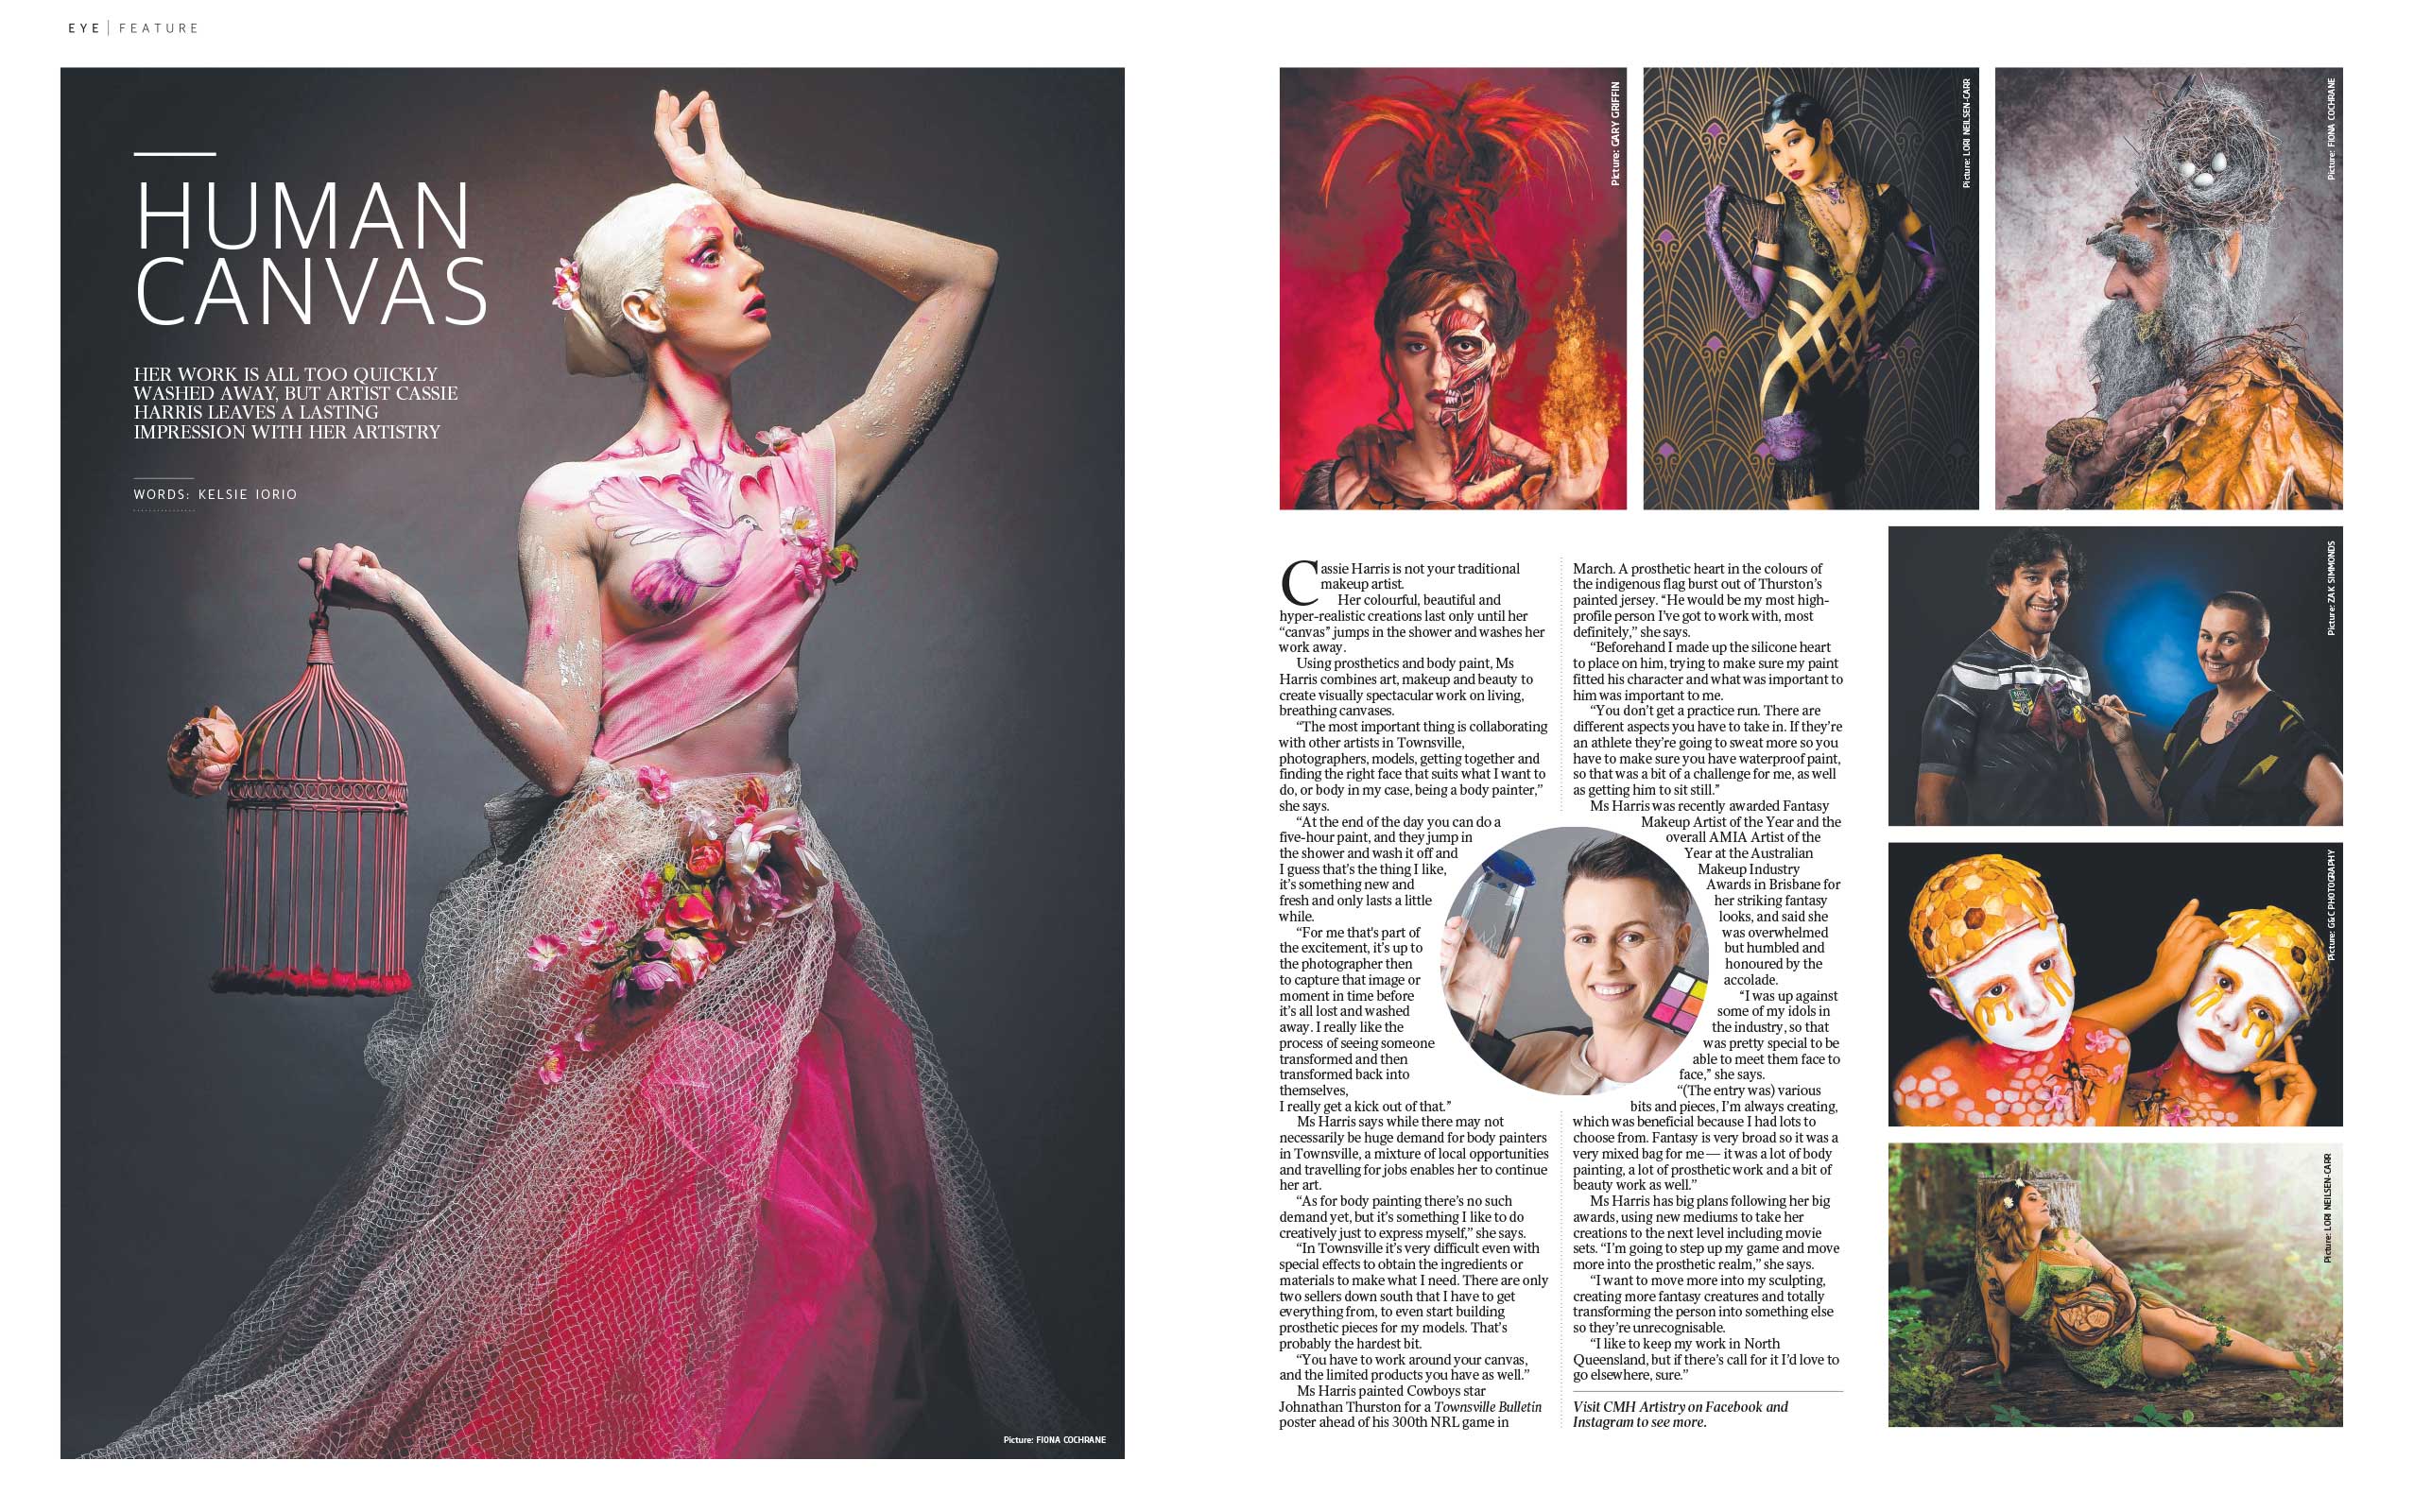 EYE | FEATURE
HUMAN
CANVAS
HER WORK IS ALL TOO QUICKLY
WASHED AWAY, BUT ARTIST CASSIE
HARRIS LEAVES A LASTING
IMPRESSION WITH HER ARTISTRY
WORDS: KELSIE IORIO
Picture: FIONA COCHRANE
Picture: GARY GRIFFIN
Picture: LORI NEILSEN-CARR
Picture: FIONA COCHRANE
Cassie Harris is not your traditional
makeup artist.
Her colourful, beautiful and
hyper-realistic creations last only until her
“canvas” jumps in the shower and washes her
work away.
Using prosthetics and body paint, Ms
Harris combines art, makeup and beauty to
create visually spectacular work on living,
breathing canvases.
“The most important thing is collaborating
with other artists in Townsville,
photographers, models, getting together and
finding the right face that suits what I want to
do, or body in my case, being a body painter,”
she says.
“At the end of the day you can do a
five-hour paint, and they jump in
the shower and wash it off and
I guess that’s the thing I like,
it’s something new and
fresh and only lasts a little
while.
“For me that’s part of
the excitement, it’s up to
the photographer then
to capture that image or
moment in time before
it’s all lost and washed
away. I really like the
process of seeing someone
transformed and then
transformed back into
themselves,
I really get a kick out of that.”
Ms Harris says while there may not
necessarily be huge demand for body painters
in Townsville, a mixture of local opportunities
and travelling for jobs enables her to continue
her art.
“As for body painting there’s no such
demand yet, but it’s something I like to do
creatively just to express myself,” she says.
“In Townsville it’s very difficult even with
special effects to obtain the ingredients or
materials to make what I need. There are only
two sellers down south that I have to get
everything from, to even start building
prosthetic pieces for my models. That’s
probably the hardest bit.
“You have to work around your canvas,
and the limited products you have as well.”
Ms Harris painted Cowboys star
Johnathan Thurston for a Townsville Bulletin
poster ahead of his 300th NRL game in
March. A prosthetic heart in the colours of
the indigenous flag burst out of Thurston’s
painted jersey. “He would be my most high-
profile person I’ve got to work with, most
definitely,” she says.
“Beforehand I made up the silicone heart
to place on him, trying to make sure my paint
fitted his character and what was important to
him was important to me.
“You don’t get a practice run. There are
different aspects you have to take in. If they’re
an athlete they’re going to sweat more so you
have to make sure you have waterproof paint,
so that was a bit of a challenge for me, as well
as getting him to sit still.”
Ms Harris was recently awarded Fantasy
Makeup Artist of the Year and the
overall AMIA Artist of the
Year at the Australian
Makeup Industry
Awards in Brisbane for
her striking fantasy
looks, and said she
was overwhelmed
but humbled and
honoured by the
accolade.
“I was up against
some of my idols in
the industry, so that
was pretty special to be
able to meet them face to
face,” she says.
“(The entry was) various
bits and pieces, I’m always creating,
which was beneficial because I had lots to
choose from. Fantasy is very broad so it was a
very mixed bag for me — it was a lot of body
painting, a lot of prosthetic work and a bit of
beauty work as well.”
Ms Harris has big plans following her big
awards, using new mediums to take her
creations to the next level including movie
sets. “I’m going to step up my game and move
more into the prosthetic realm,” she says.
“I want to move more into my sculpting,
creating more fantasy creatures and totally
transforming the person into something else
so they’re unrecognisable.
“I like to keep my work in North
Queensland, but if there’s call for it I’d love to
go elsewhere, sure.”
Visit CMH Artistry on Facebook and
Instagram to see more.
Picture: ZAK SIMMONDS
Picture: G&C PHOTOGRAPHY
Picture: LORI NEILSEN-CARR